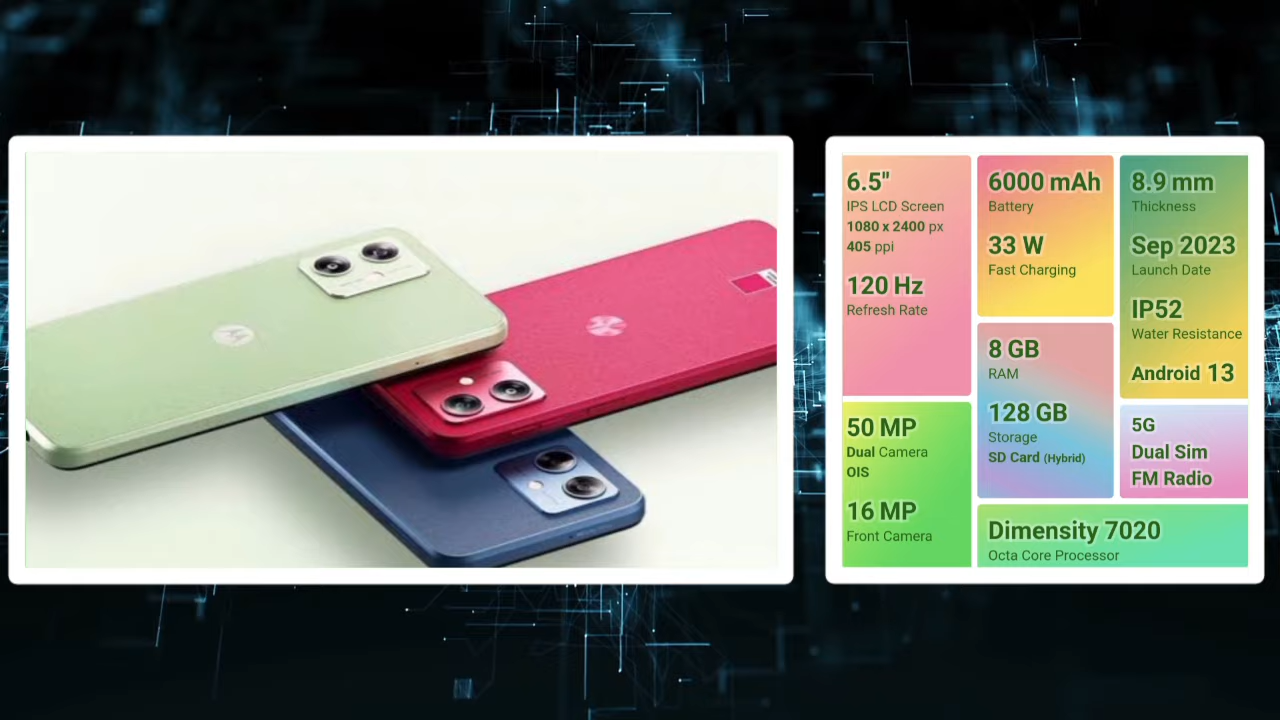 6.5"
IPS LCD Screen
1080 x 2400 px
405 ppi
120 Hz
Refresh Rate
50 MP
Dual Camera
OIS
16 MP
Front Camera
6000 mAh
Battery
33 W
Fast Charging
8 GB
RAM
128 GB
Storage
SD Card (Hybrid)
8.9 mm
Thickness
Sep 2023
Launch Date
IP52
Water Resistance
Android 13
5G
Dual Sim
FM Radio
Dimensity 7020
Octa Core Processor